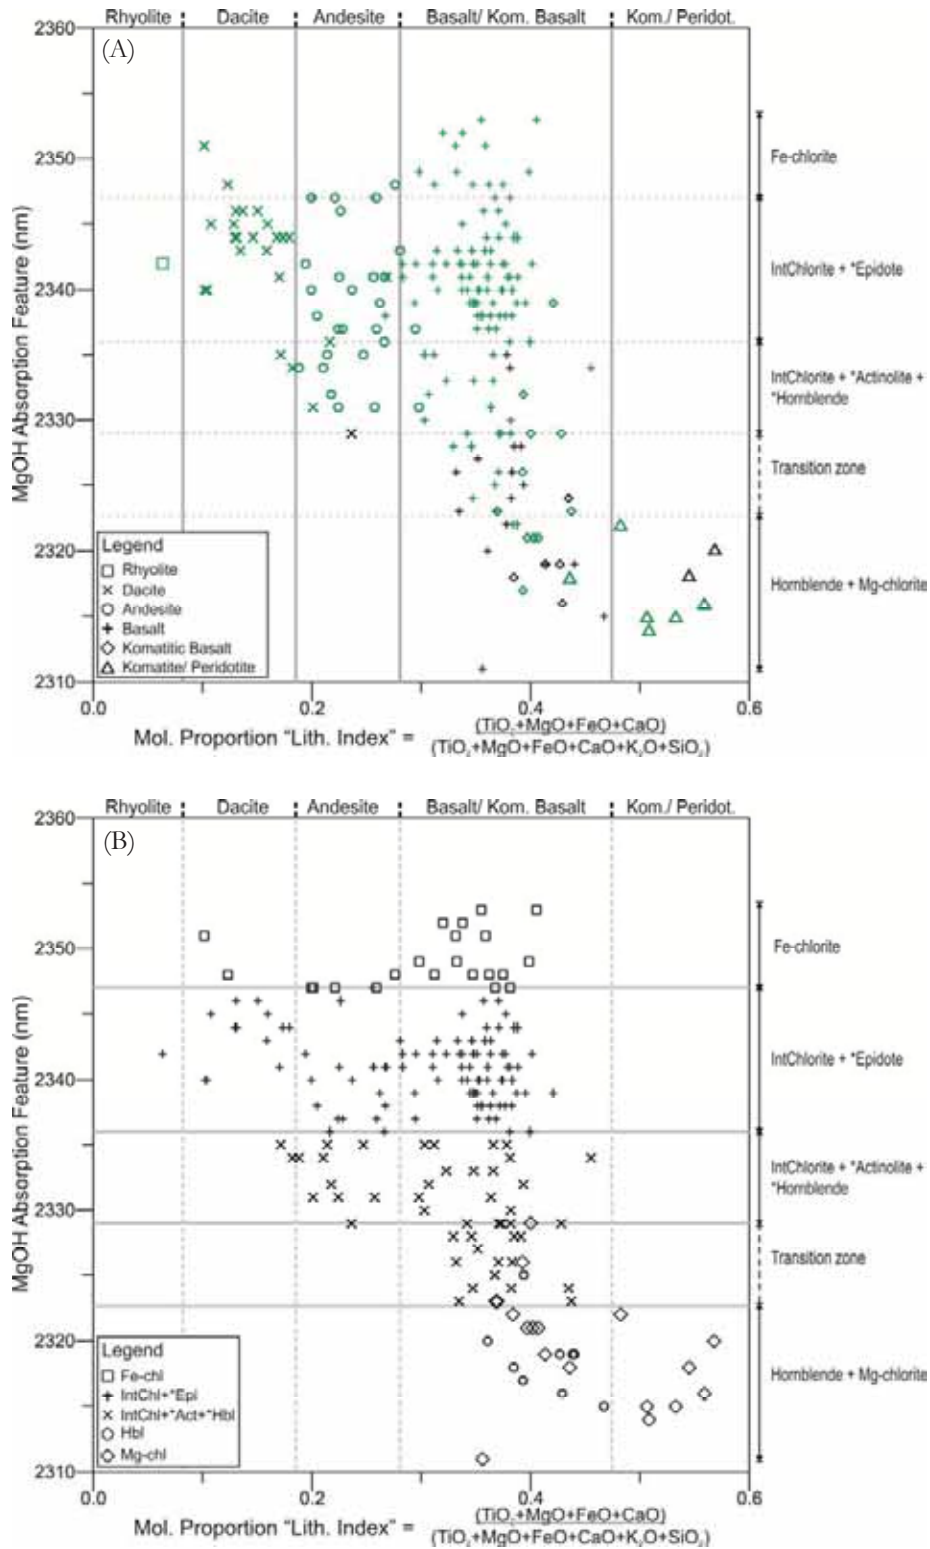 Rhyolite Dacite Andesite Basalt/ Kom. Basalt Kom./ Peridot.
(A)
2360
2350
2340
2330
2320
2310
MgOH Absorption Feature (nm)
Fe-chlorite
IntChlorite + *Epidote
IntChlorite + *Actinolite +
*Hornblende
Transition zone
Hornblende + Mg-chlorite
Legend
Rhyolite
Dacite
Andesite
Basalt
Komatitic Basalt
Komatite/ Peridotite
0.0 0.2 0.4 0.6
Mol. Proportion "Lith. Index" = (TiO2+MgO+FeO+CaO)
(TiO2+MgO+FeO+CaO+K2O+SiO2)
Rhyolite Dacite Andesite Basalt/ Kom. Basalt Kom./ Peridot.
(B)
2360
2350
2340
2330
2320
2310
MgOH Absorption Feature (nm)
Fe-chlorite
IntChlorite + *Epidote
IntChlorite + *Actinolite +
*Hornblende
Transition zone
Hornblende + Mg-chlorite
Legend
Fe-chl
IntChl+*Epi
IntChl+*Act+*Hbl
Hbl
Mg-chl
0.0 0.2 0.4 0.6
Mol. Proportion "Lith. Index" = (TiO2+MgO+FeO+CaO)
(TiO2+MgO+FeO+CaO+K2O+SiO2)